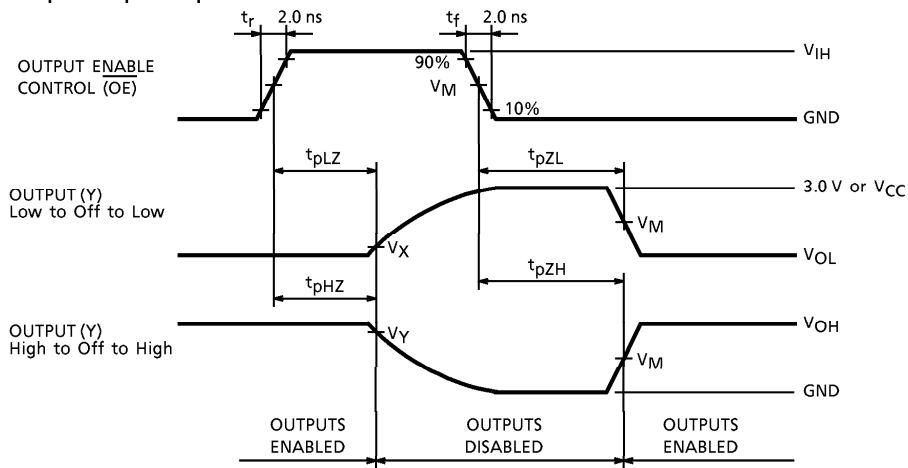 tr 2.0 ns tf 2.0 ns
OUTPUT ENABLE
CONTROL (O̅E̅)
90%
VM
10%
VIH
GND
tpLZ
tpZL
OUTPUT (Y)
Low to Off to Low
VX
3.0 V or VCC
VM
VOL
tpHZ
tpZH
OUTPUT (Y)
High to Off to High
VY
VOH
VM
GND
OUTPUTS
ENABLED
OUTPUTS
DISABLED
OUTPUTS
ENABLED